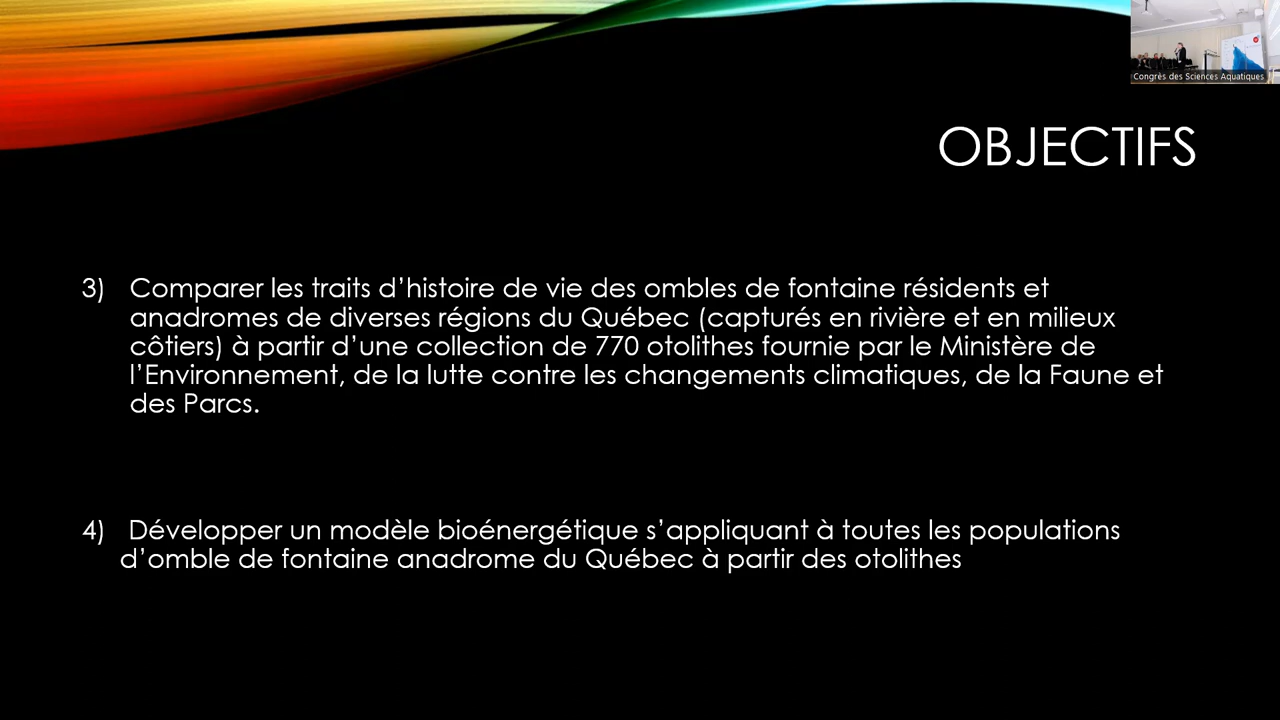 Congrès des Sciences Aquatiques
OBJECTIFS
3) Comparer les traits d’histoire de vie des ombles de fontaine résidents et
anadromes de diverses régions du Québec (capturés en rivière et en milieux
côtiers) à partir d’une collection de 770 otolithes fournie par le Ministère de
l’Environnement, de la lutte contre les changements climatiques, de la Faune et
des Parcs.
4) Développer un modèle bioénergétique s’appliquant à toutes les populations
d’omble de fontaine anadrome du Québec à partir des otolithes